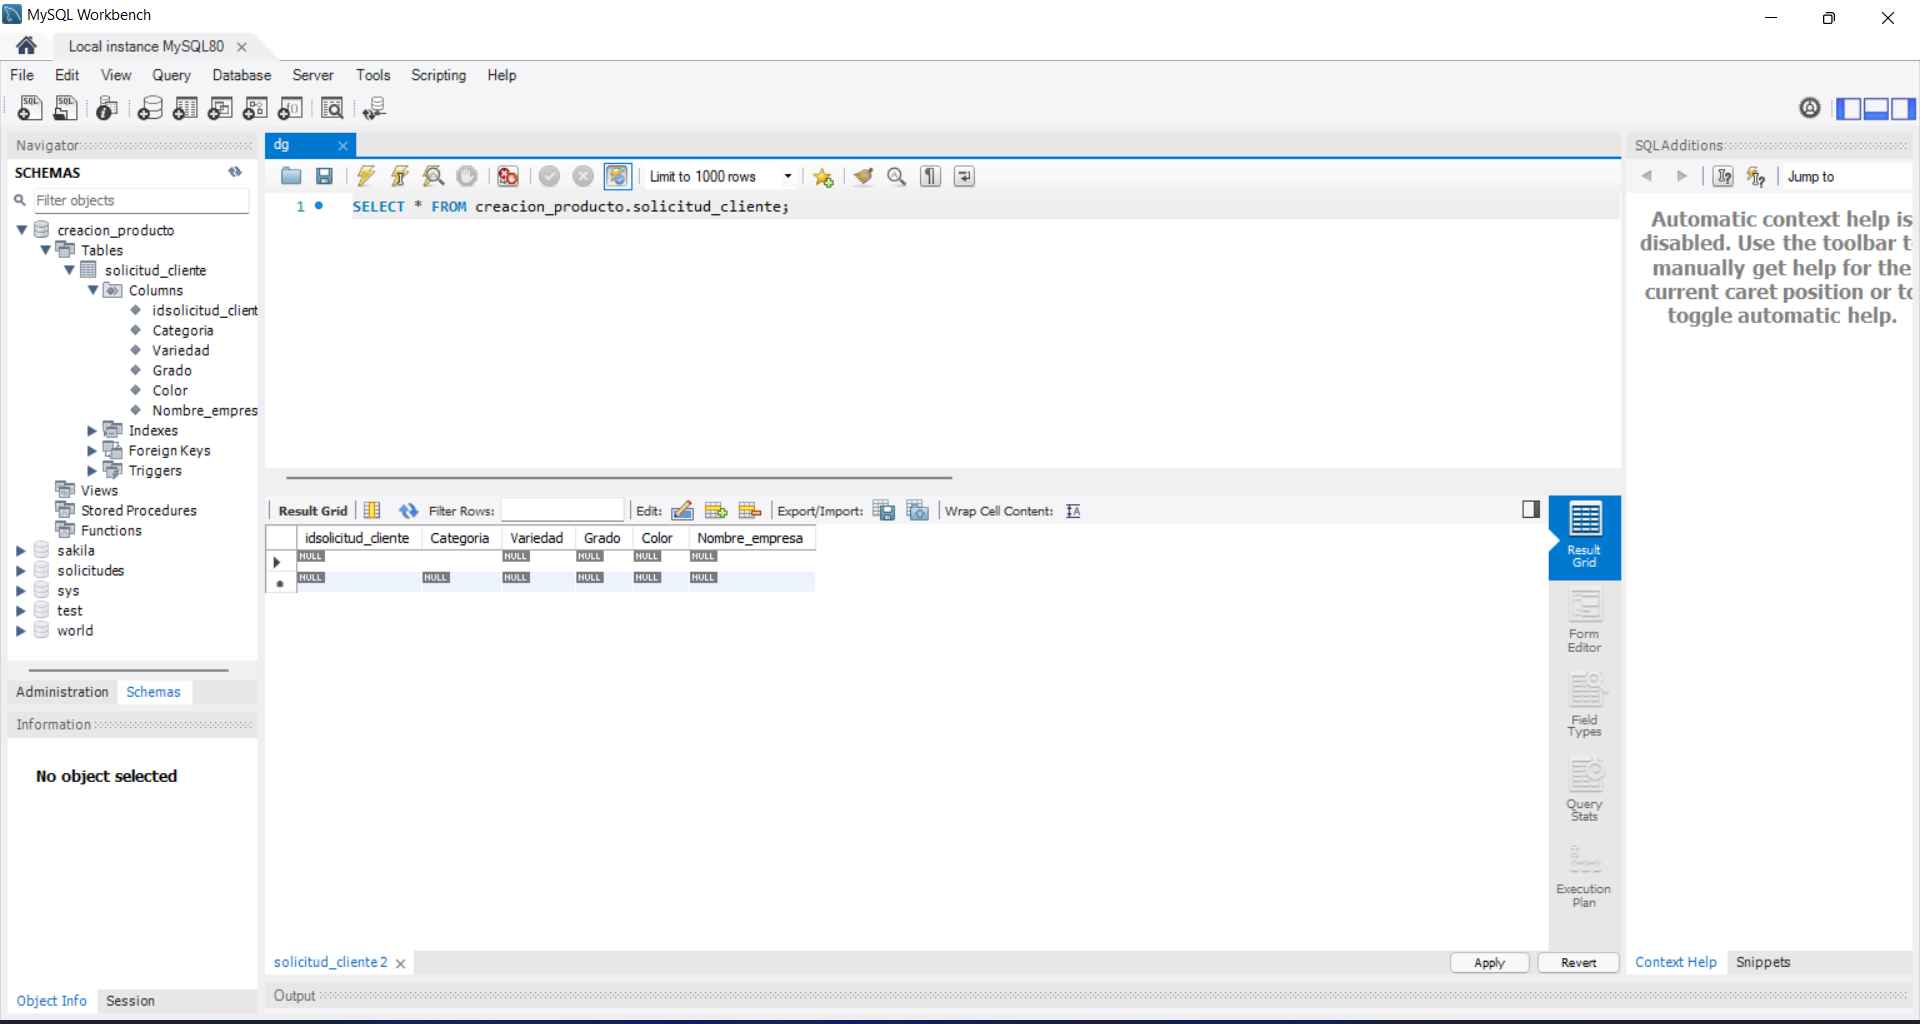 MySQL Workbench
Local instance MySQL80
File Edit View Query Database Server Tools Scripting Help
Navigator
SCHEMAS
Filter objects
creacion_producto
Tables
solicitud_cliente
Columns
idsolicitud_client
Categoria
Variedad
Grado
Color
Nombre_empres
Indexes
Foreign Keys
Triggers
Views
Stored Procedures
Functions
sakila
solicitudes
sys
test
world
Administration Schemas
Information
No object selected
Object Info Session
dg
Limit to 1000 rows
1 SELECT * FROM creacion_producto.solicitud_cliente;
Result Grid Filter Rows: Edit: Export/Import: Wrap Cell Content:
idsolicitud_cliente Categoria Variedad Grado Color Nombre_empresa
NULL NULL NULL NULL NULL
NULL NULL NULL NULL NULL NULL
Result
Grid
Form
Editor
Field
Types
Query
Stats
Execution
Plan
solicitud_cliente 2
Apply Revert
Output
SQLAdditions
Jump to
Automatic context help is
disabled. Use the toolbar t
manually get help for the
current caret position or to
toggle automatic help.
Context Help Snippets